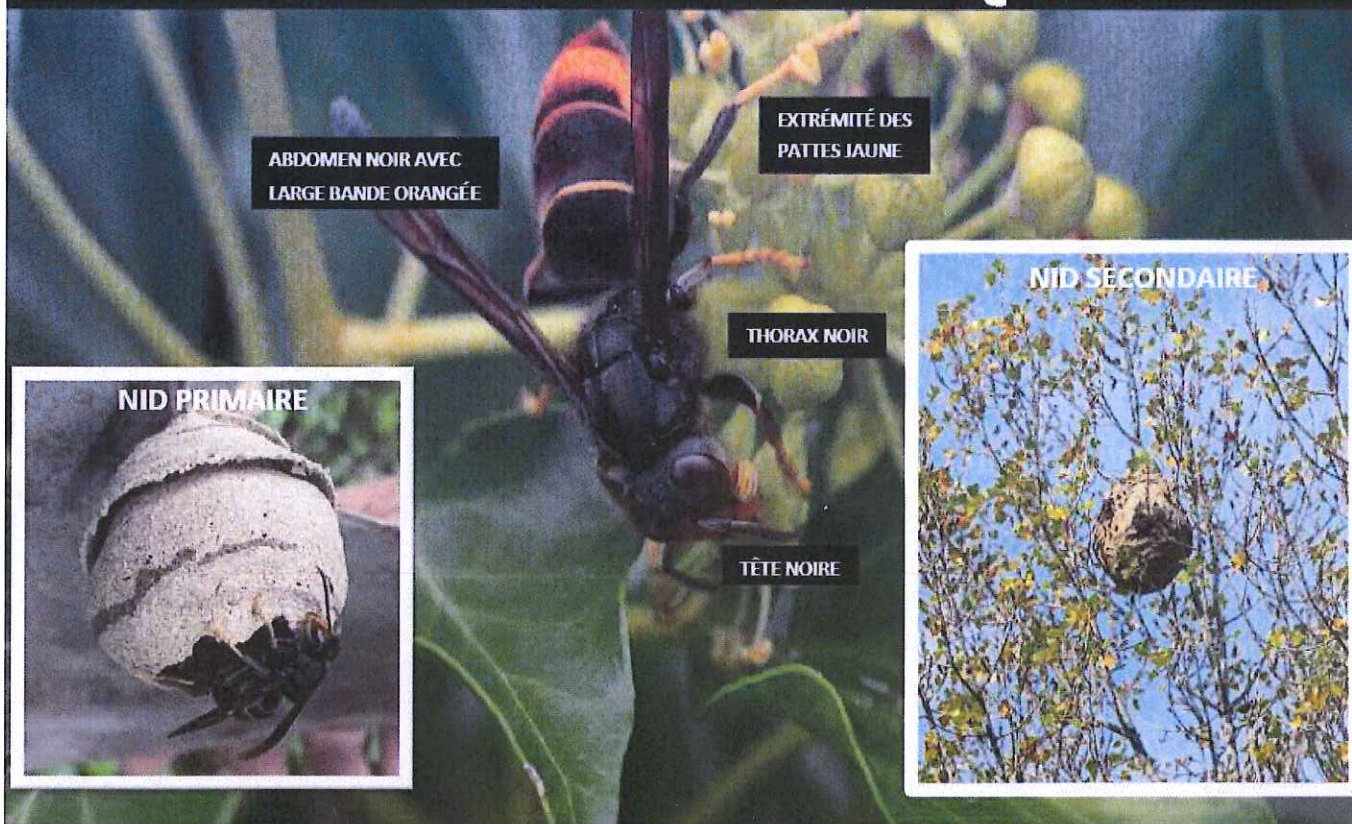 ABDOMEN NOIR AVEC
LARGE BANDE ORANGÉE
EXTRÉMITÉ DES
PATTES JAUNE
NID SECONDAIRE
THORAX NOIR
NID PRIMAIRE
TÊTE NOIRE